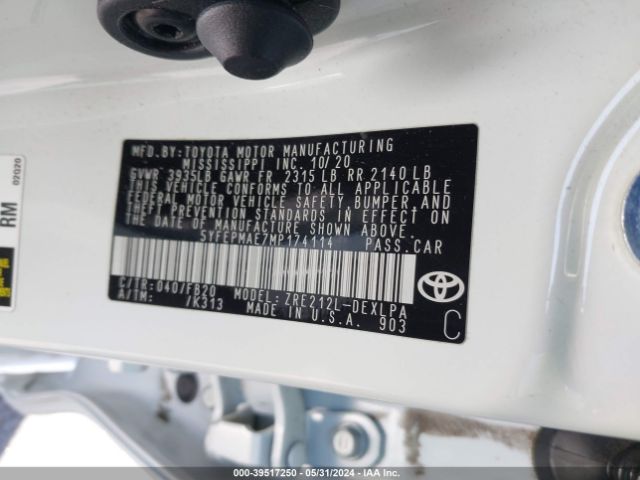 MFD.BY: TOYOTA MOTOR MANUFACTURING
MISSISSIPPI INC. 10/20
GVWR 3935LB GAWR FR 2315 LB RR 2140 LB
THIS VEHICLE CONFORMS TO ALL APPLICABLE
FEDERAL MOTOR VEHICLE SAFETY, BUMPER, AND
THEFT PREVENTION STANDARDS IN EFFECT ON
THE DATE OF MANUFACTURE SHOWN ABOVE.
5YFEPMAE7MP174114 PASS.CAR
C/TR: 040/FB20
A/TM: /K313
MODEL: ZRE212L-DEXLPA
MADE IN U.S.A. 903
TOYOTA
C
RM
02020
000-39517250 - 05/31/2024 - IAA Inc.